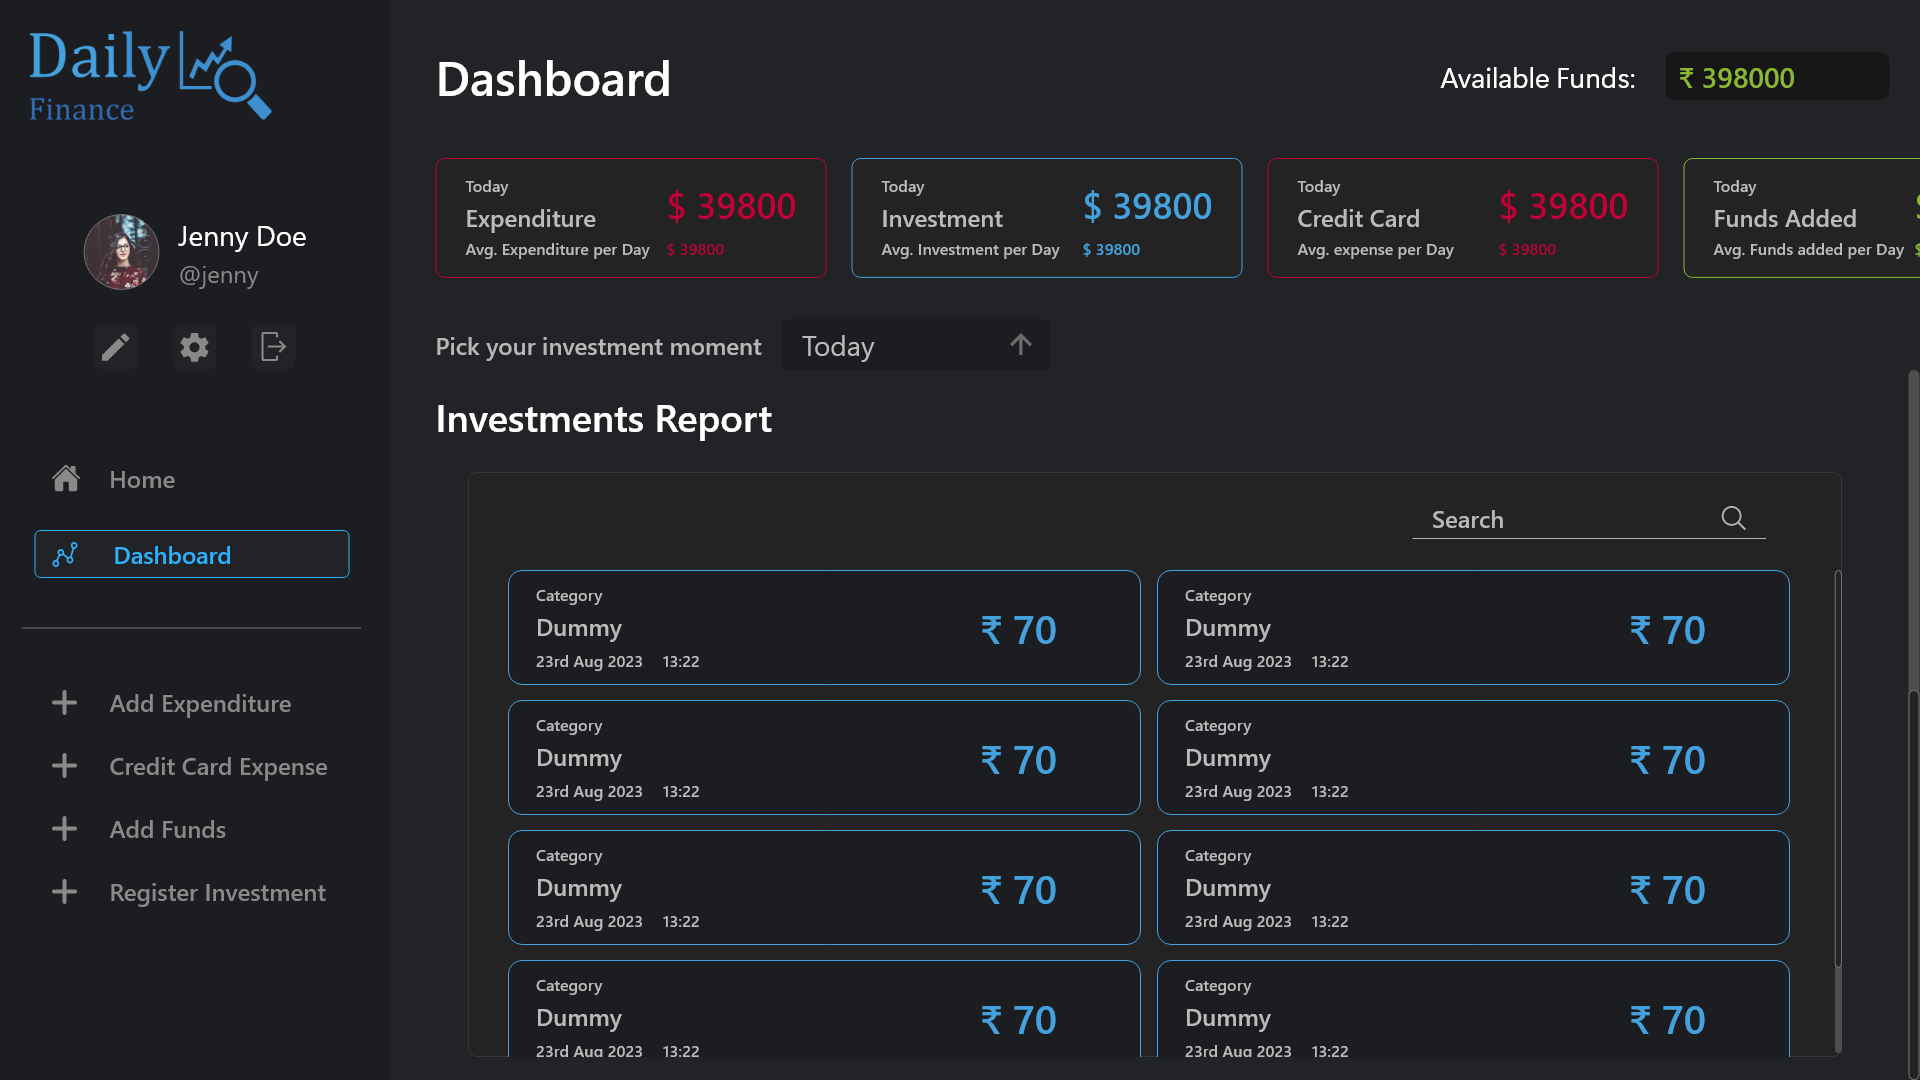 Daily
Finance
Jenny Doe
@jenny
Home
Dashboard
Add Expenditure
Credit Card Expense
Add Funds
Register Investment
Dashboard
Available Funds:
₹ 398000
Today
Expenditure
$ 39800
Avg. Expenditure per Day $ 39800
Today
Investment
$ 39800
Avg. Investment per Day $ 39800
Today
Credit Card
$ 39800
Avg. expense per Day $ 39800
Today
Funds Added
Avg. Funds added per Day
Pick your investment moment
Today
Investments Report
Search
Category
Dummy
₹ 70
23rd Aug 2023 13:22
Category
Dummy
₹ 70
23rd Aug 2023 13:22
Category
Dummy
₹ 70
23rd Aug 2023 13:22
Category
Dummy
₹ 70
23rd Aug 2023 13:22
Category
Dummy
₹ 70
23rd Aug 2023 13:22
Category
Dummy
₹ 70
23rd Aug 2023 13:22
Category
Dummy
₹ 70
23rd Aug 2023 13:22
Category
Dummy
₹ 70
23rd Aug 2023 13:22